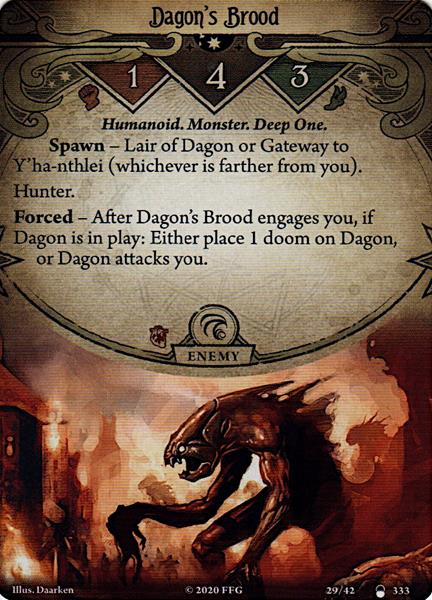 Dagon's Brood
1
4
3
Humanoid. Monster. Deep One.
Spawn – Lair of Dagon or Gateway to
Y'ha-nthlei (whichever is farther from you).
Hunter.
Forced – After Dagon's Brood engages you, if
Dagon is in play: Either place 1 doom on Dagon,
or Dagon attacks you.
ENEMY
Illus. Daarken © 2020 FFG 29/42 333